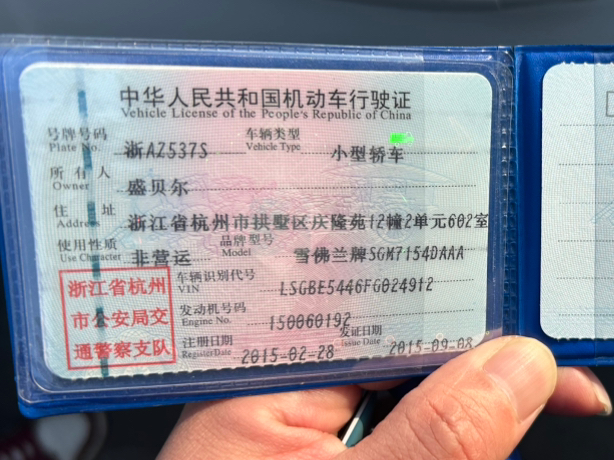 中华人民共和国机动车行驶证
Vehicle License of the People's Republic of China
号牌号码 浙AZ537S 车辆类型 小型轿车
Plate No. Vehicle Type
所有人 盛贝尔
Owner
住址 浙江省杭州市拱墅区庆隆苑12幢2单元602室
Address
使用性质 非营运 品牌型号 雪佛兰牌SGM7154DAAA
Use Character Model
浙江省杭州
市公安局交
通警察支队
车辆识别代号 LSGBE5446FG024912
VIN
发动机号码 150060192
Engine No.
注册日期 2015-02-28 发证日期 2015-09-08
Register Date Issue Date